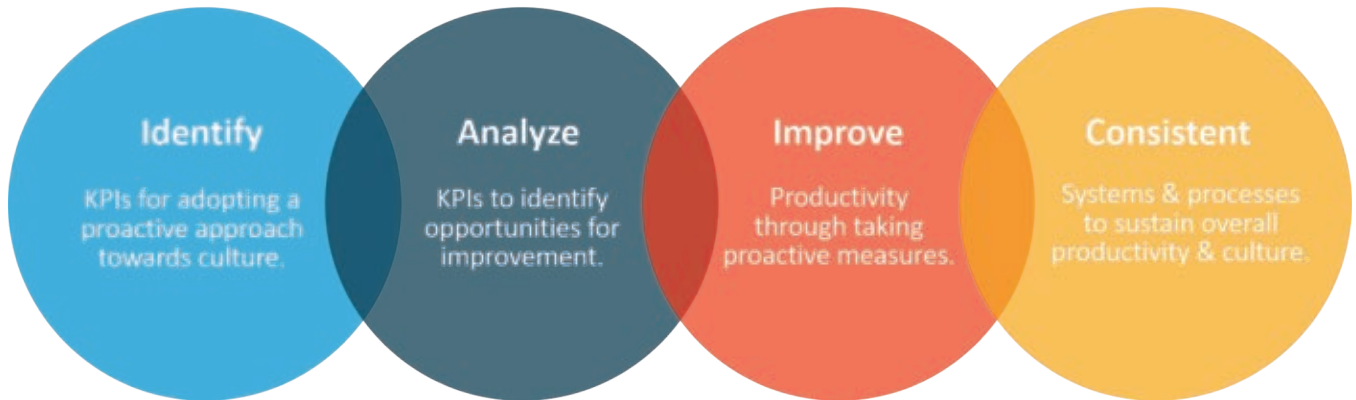 Identify
KPIs for adopting a
proactive approach
towards culture.
Analyze
KPIs to identify
opportunities for
improvement.
Improve
Productivity
through taking
proactive measures.
Consistent
Systems & processes
to sustain overall
productivity & culture.